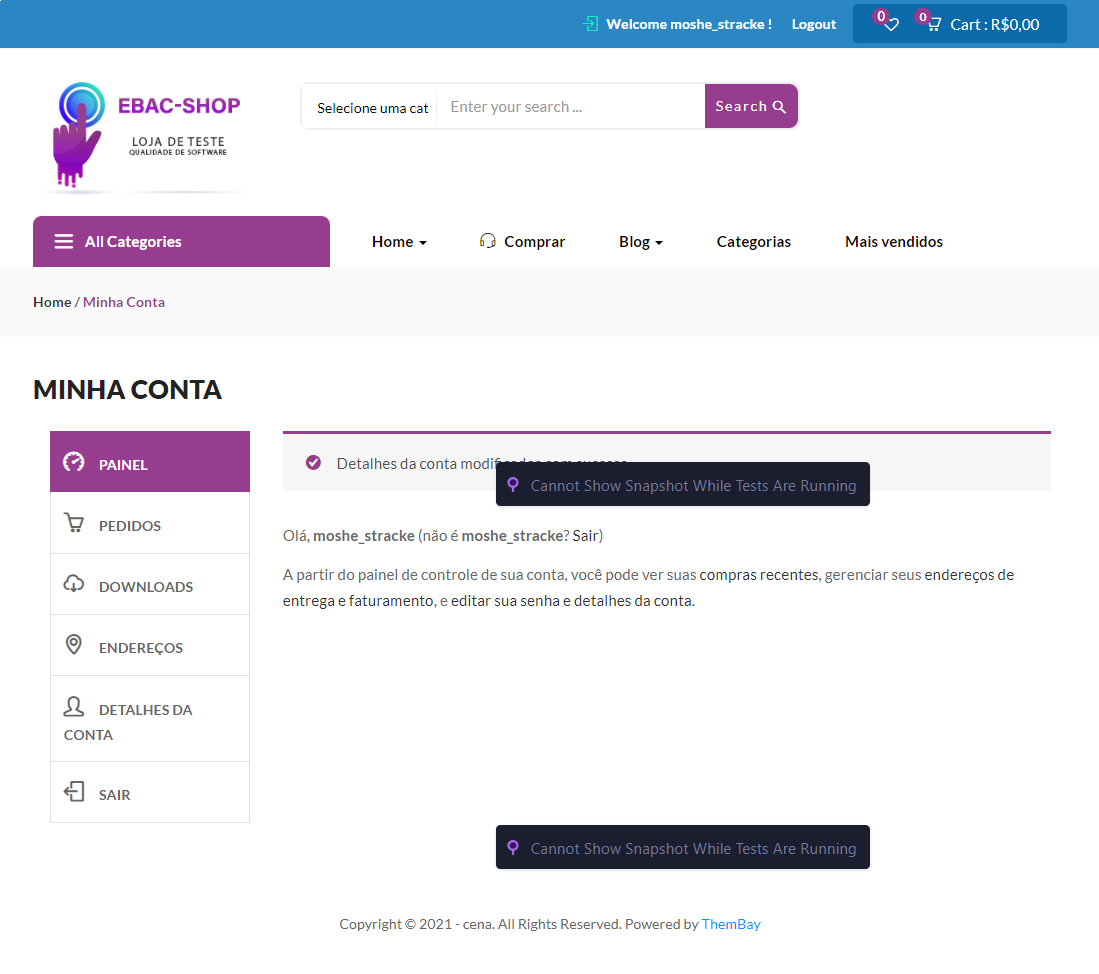 0 0
Welcome moshe_stracke ! Logout Cart : R$0,00
EBAC-SHOP
LOJA DE TESTE
QUALIDADE DE SOFTWARE
Selecione uma cat Enter your search ... Search
All Categories Home Comprar Blog Categorias Mais vendidos
Home / Minha Conta
MINHA CONTA
PAINEL
PEDIDOS
DOWNLOADS
ENDEREÇOS
DETALHES DA
CONTA
SAIR
Detalhes da conta
Cannot Show Snapshot While Tests Are Running
Olá, moshe_stracke (não é moshe_stracke? Sair)
A partir do painel de controle de sua conta, você pode ver suas compras recentes, gerenciar seus endereços de
entrega e faturamento, e editar sua senha e detalhes da conta.
Cannot Show Snapshot While Tests Are Running
Copyright © 2021 - cena. All Rights Reserved. Powered by ThemBay